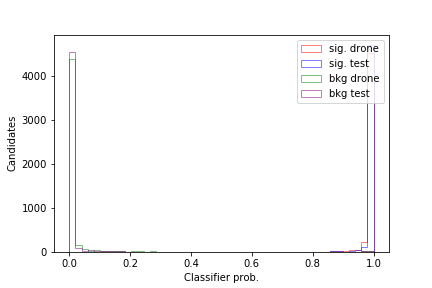 sig. drone
sig. test
bkg drone
bkg test
4000
3000
2000
1000
0
Candidates
0.0 0.2 0.4 0.6 0.8 1.0
Classifier prob.